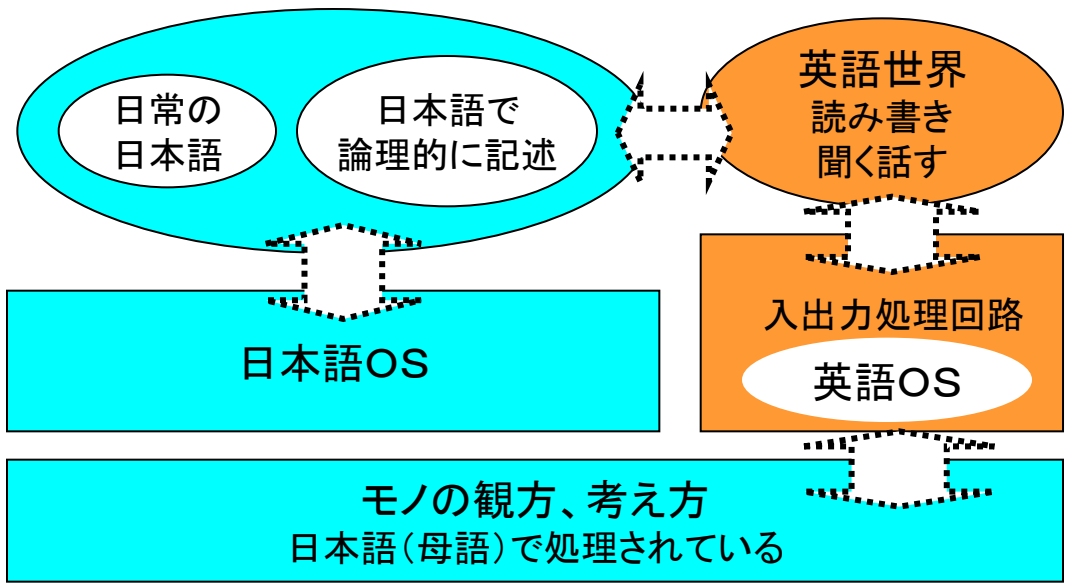 日常の
日本語
日本語で
論理的に記述
英語世界
読み書き
聞く話す
日本語ＯＳ
入出力処理回路
英語ＯＳ
モノの観方、考え方
日本語（母語）で処理されている